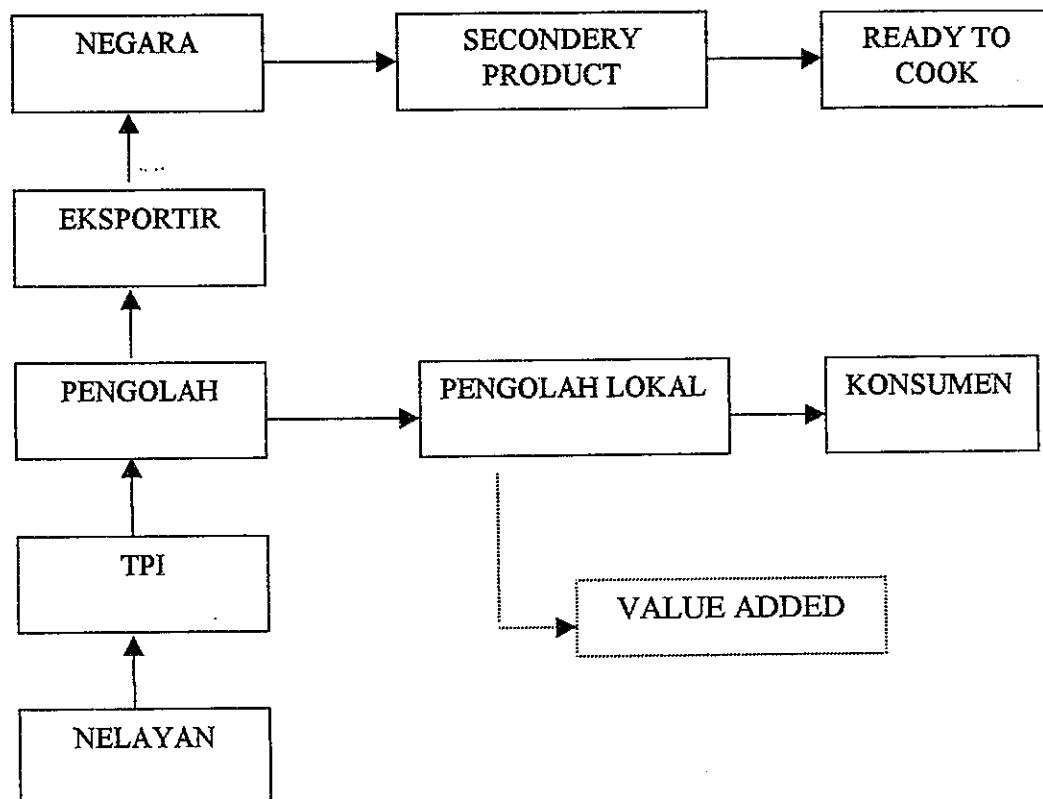 NEGARA
SECONDERY
PRODUCT
READY TO
COOK
EKSPORTIR
PENGOLAH
PENGOLAH LOKAL
KONSUMEN
TPI
VALUE ADDED
NELAYAN